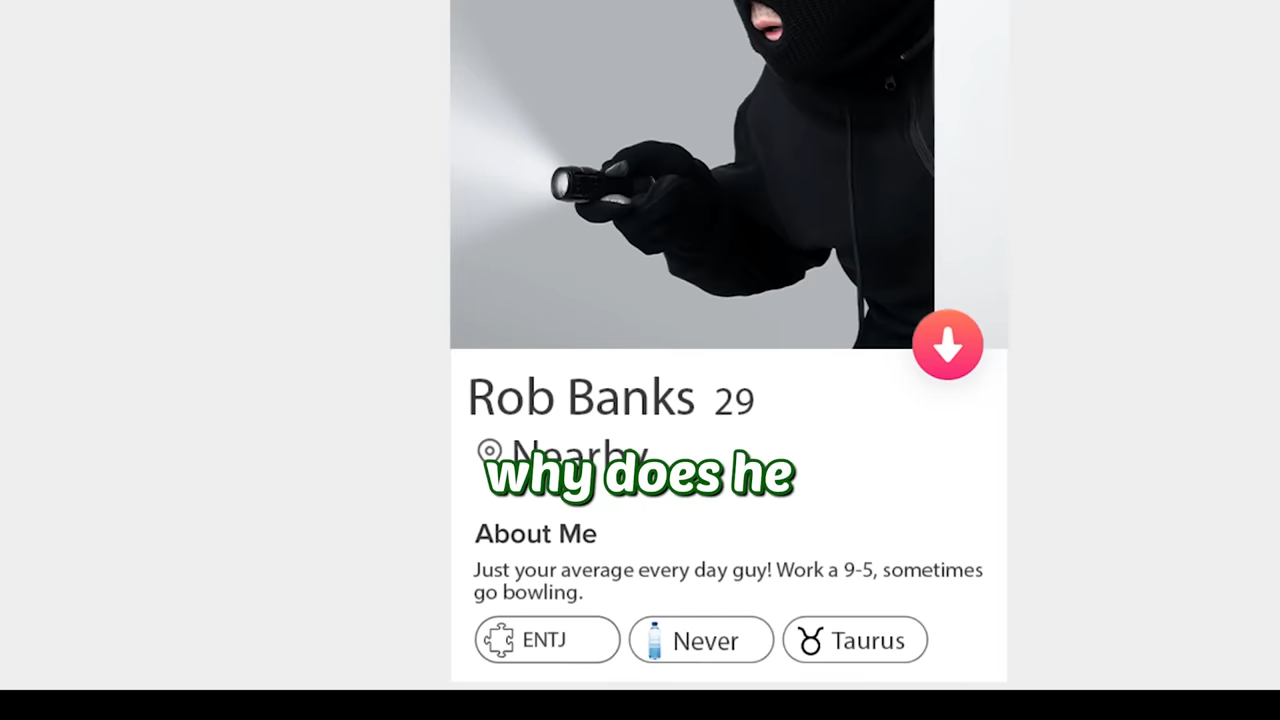 Rob Banks 29
Nearby
why does he
About Me
Just your average every day guy! Work a 9-5, sometimes
go bowling.
ENTJ Never Taurus